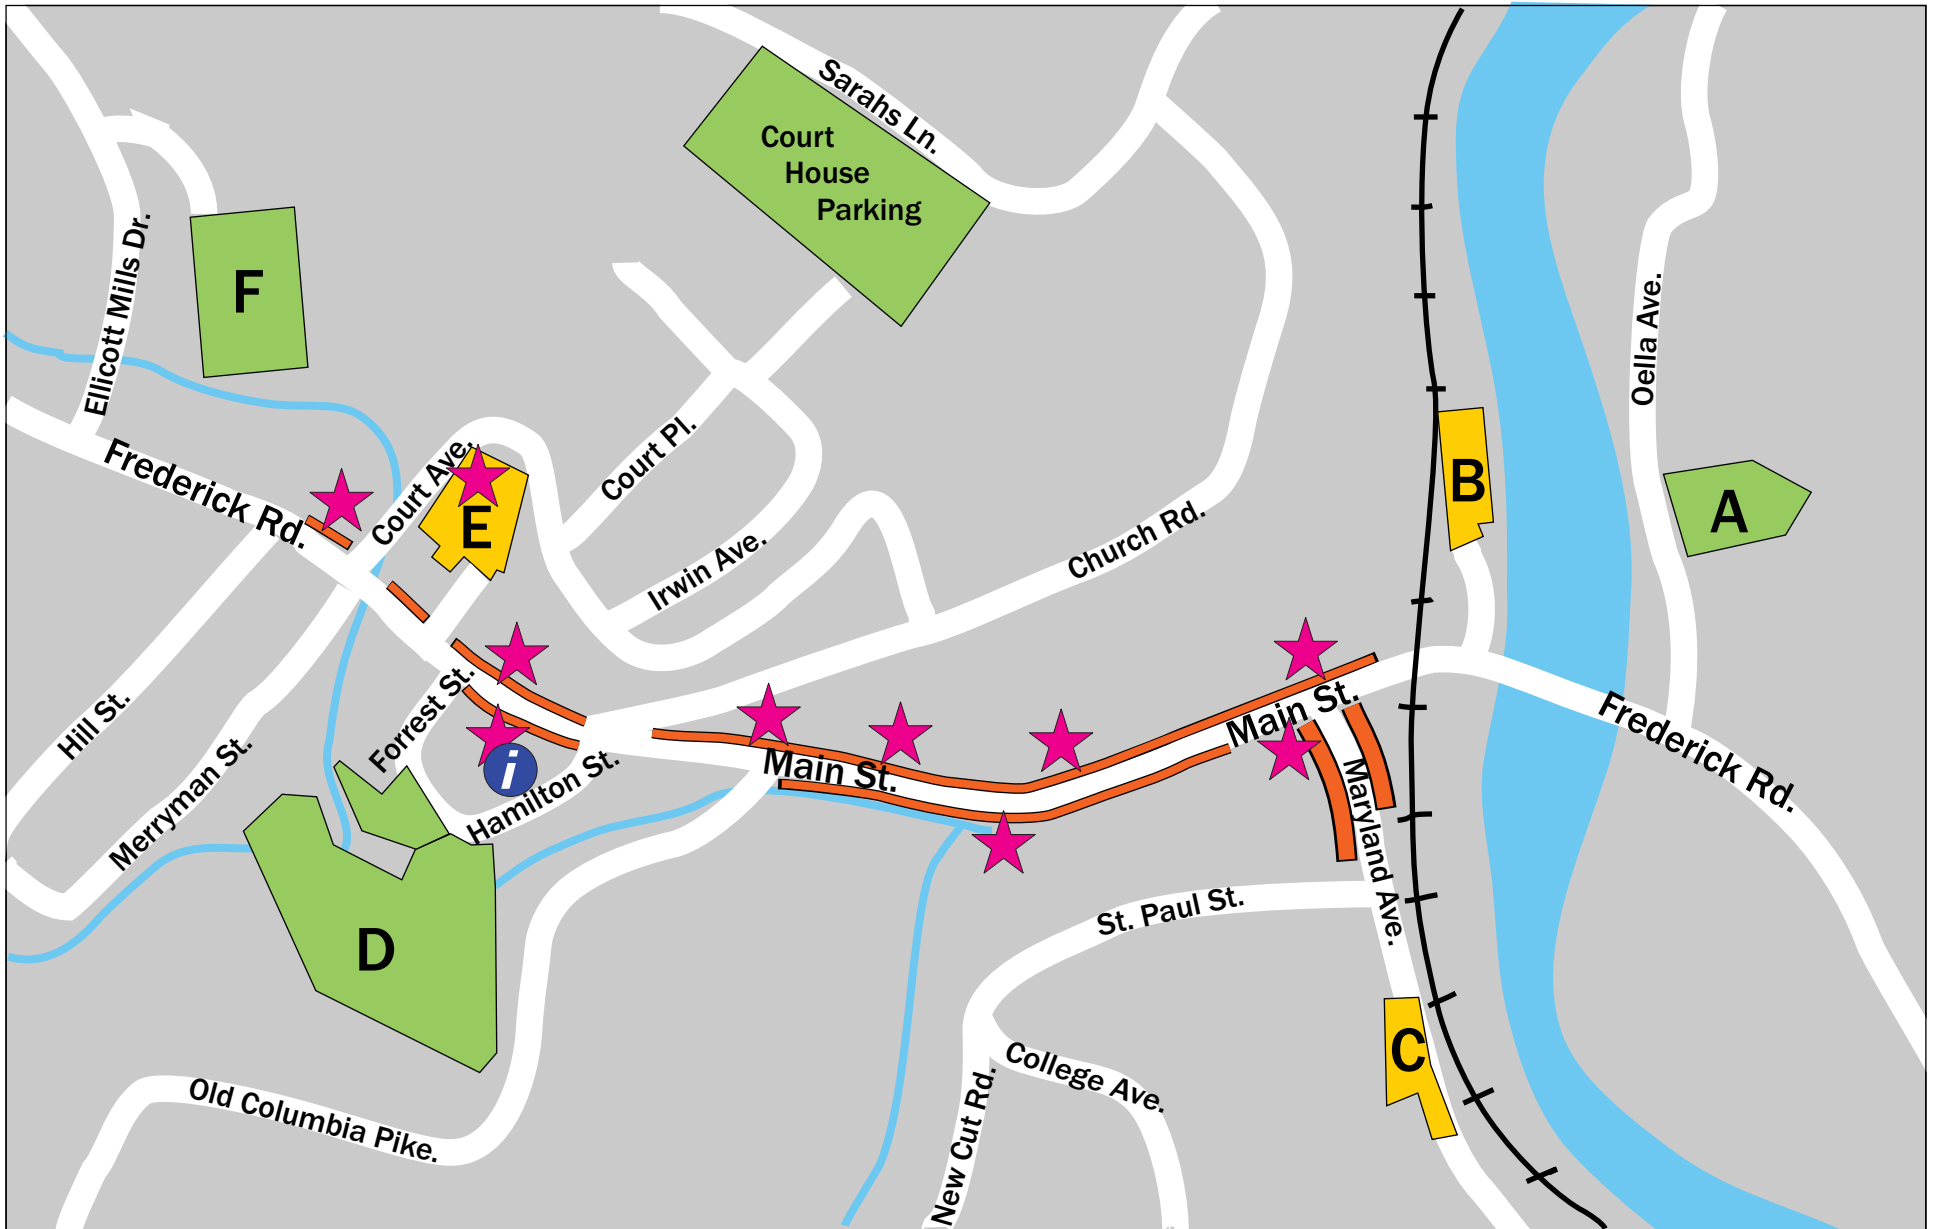 Sarahs Ln.
Court
House
Parking
F
Ellicott Mills Dr.
Oella Ave.
Frederick Rd.
Court Ave.
Court Pl.
E
B
A
Irwin Ave.
Church Rd.
Hill St.
Merryman St.
Forrest St.
i
Hamilton St.
Main St.
Main St.
Frederick Rd.
Maryland Ave.
St. Paul St.
D
C
College Ave.
New Cut Rd.
Old Columbia Pike.